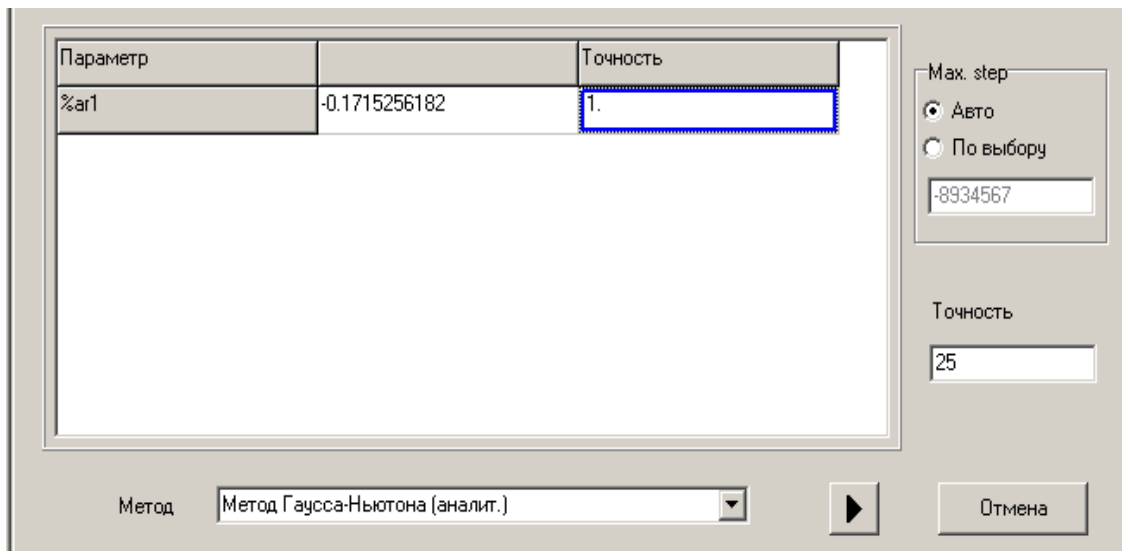 Параметр
Точность
%ar1
-0.1715256182
1.
Max. step
Авто
По выбору
-8934567
Точность
25
Метод
Метод Гаусса-Ньютона (аналит.)
Отмена